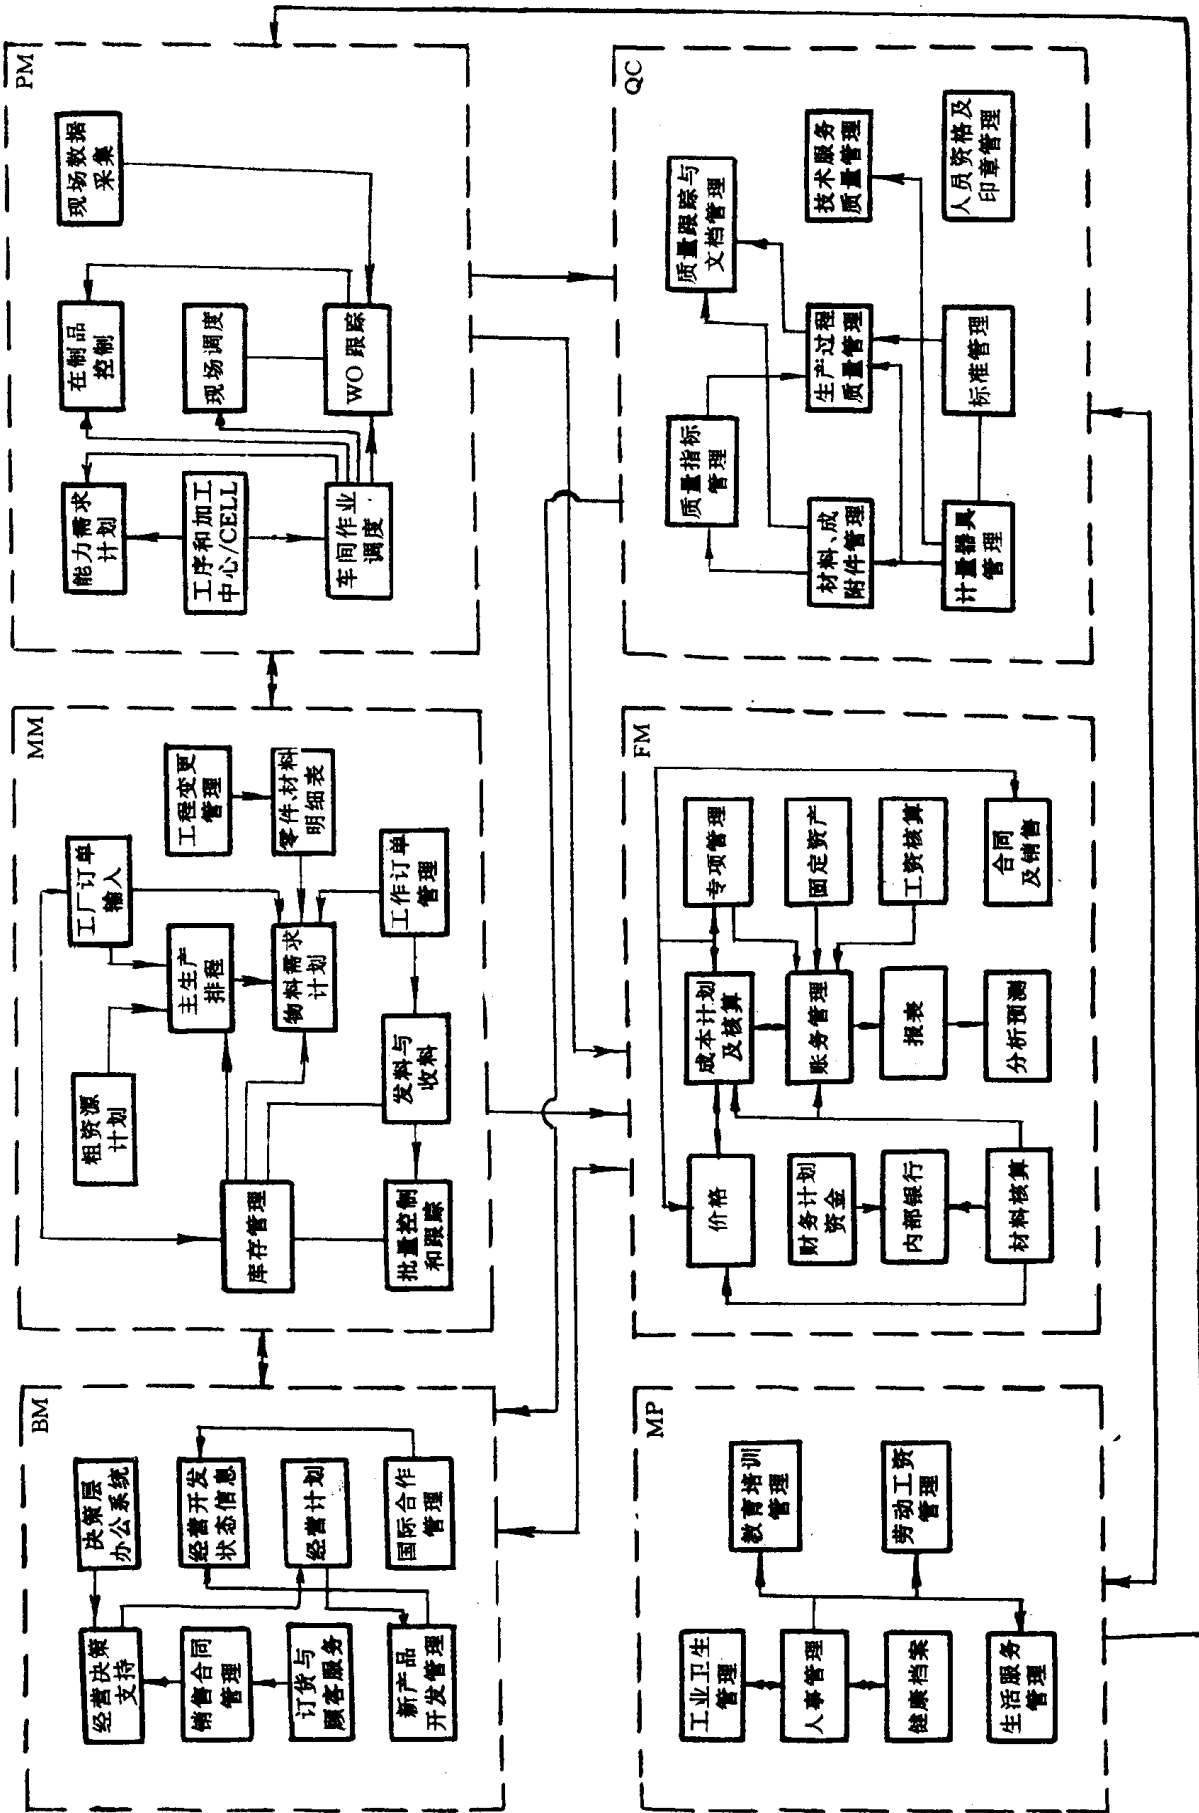 BM
决策层
办公系统
经营决策
支持
经营开发
状态信息
销售合同
管理
经营计划
订货与
顾客服务
国际合作
管理
新产品
开发管理
MM
工厂订单
输入
粗资源
计划
主生产
排程
工程变更
管理
库存管理
物料需求
计划
零件、材料
明细表
批量控制
和跟踪
发料与
收料
工作订单
管理
PM
能力需求
计划
在制品
控制
现场数据
采集
工序和加工
中心/CELL
现场调度
车间作业
调度
WO跟踪
MP
工业卫生
管理
教育培训
管理
人事管理
健康档案
劳动工资
管理
生活服务
管理
FM
价格
成本计划
及核算
专项管理
财务计划
资金
账务管理
固定资产
内部银行
报表
工资核算
材料核算
分析预测
合同
及销售
QC
质量指标
管理
质量跟踪与
文档管理
材料、成
附件管理
生产过程
质量管理
技术服务
质量管理
计量器具
管理
标准管理
人员资格及
印章管理